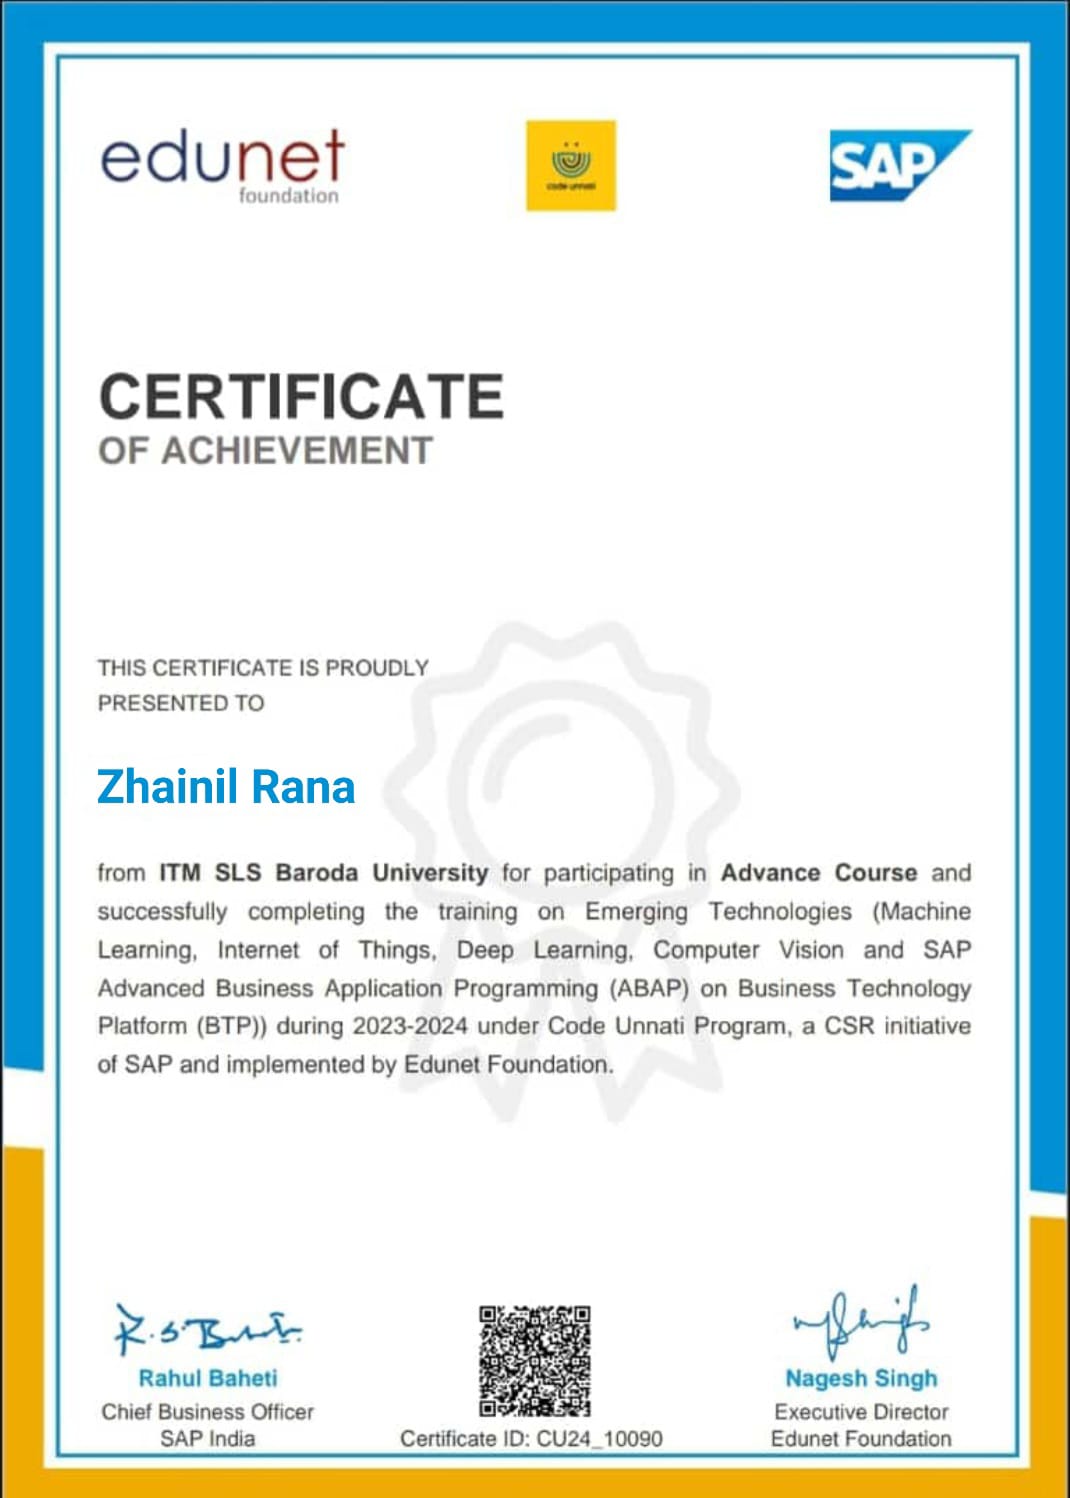 edunet
foundation
code unnati
SAP
CERTIFICATE
OF ACHIEVEMENT
THIS CERTIFICATE IS PROUDLY
PRESENTED TO
Zhainil Rana
from ITM SLS Baroda University for participating in Advance Course and
successfully completing the training on Emerging Technologies (Machine
Learning, Internet of Things, Deep Learning, Computer Vision and SAP
Advanced Business Application Programming (ABAP) on Business Technology
Platform (BTP)) during 2023-2024 under Code Unnati Program, a CSR initiative
of SAP and implemented by Edunet Foundation.
Rahul Baheti
Chief Business Officer
SAP India
Certificate ID: CU24_10090
Nagesh Singh
Executive Director
Edunet Foundation